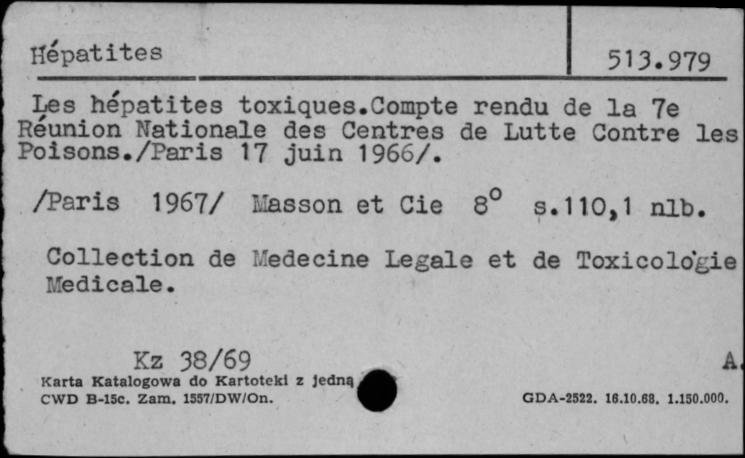 Hépatites
513.979
Les hépatites toxiques.Compte rendu de la 7e
Réunion Nationale des Centres de Lutte Contre les
Poisons./Paris 17 juin 1966/.
/Paris 1967/ Masson et Cie 8° s.110,1 nlb.
Collection de Medecine Legale et de Toxicologie
Medicale.
Kz 38/69
A.
Karta Katalogowa do Kartoteki z jedną
CWD B-15c. Zam. 1557/DW/On.
GDA-2522. 16.10.68. 1.150.000.